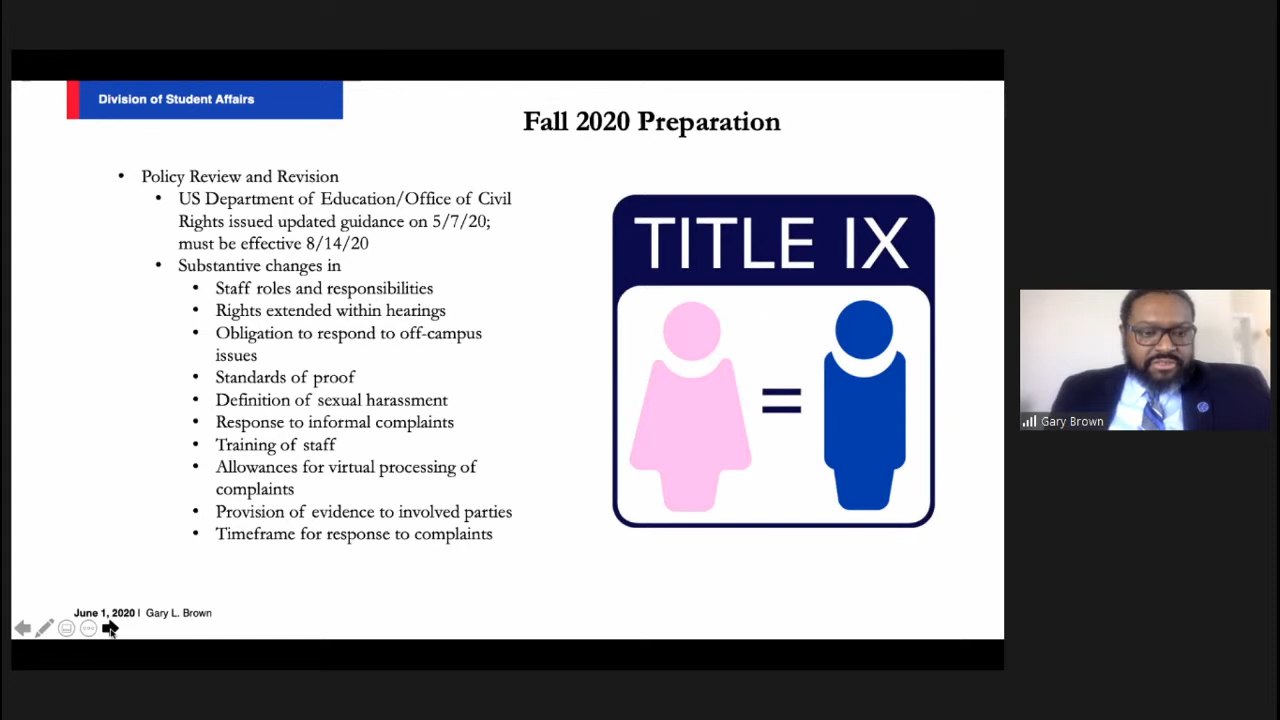 Division of Student Affairs
Fall 2020 Preparation
• Policy Review and Revision
• US Department of Education/Office of Civil
Rights issued updated guidance on 5/7/20;
must be effective 8/14/20
• Substantive changes in
• Staff roles and responsibilities
• Rights extended within hearings
• Obligation to respond to off-campus
issues
• Standards of proof
• Definition of sexual harassment
• Response to informal complaints
• Training of staff
• Allowances for virtual processing of
complaints
• Provision of evidence to involved parties
• Timeframe for response to complaints
TITLE IX
=
June 1, 2020 | Gary L. Brown
Gary Brown